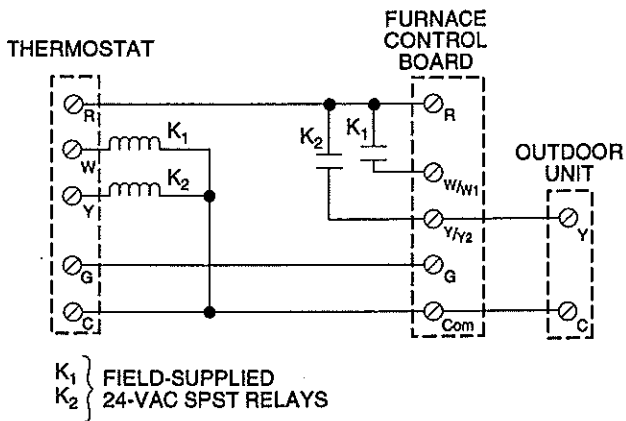 THERMOSTAT
FURNACE
CONTROL
BOARD
OUTDOOR
UNIT
R
W
Y
G
C
K1
K2
K2
K1
R
W/W1
Y/Y2
G
Com
Y
C
K1 } FIELD-SUPPLIED
K2 } 24-VAC SPST RELAYS